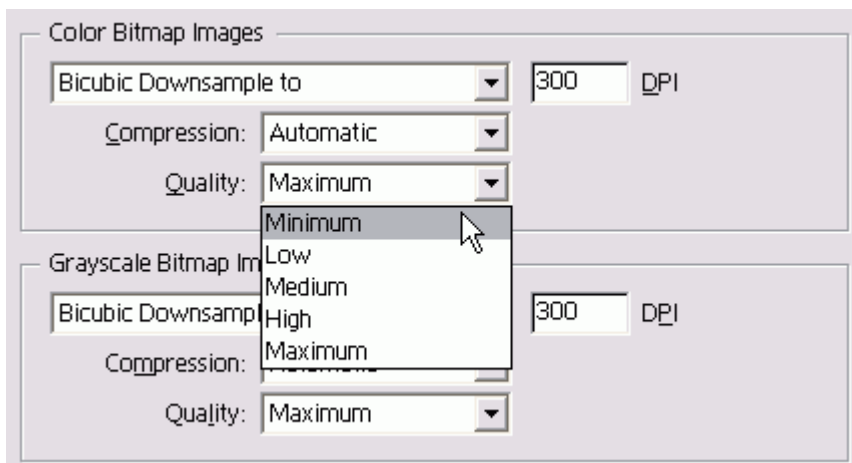 Color Bitmap Images
Bicubic Downsample to 300 DPI
Compression: Automatic
Quality: Maximum
Minimum
Low
Grayscale Bitmap Im
Medium
Bicubic Downsampl 300 DPI
High
Maximum
Compression:
Quality: Maximum